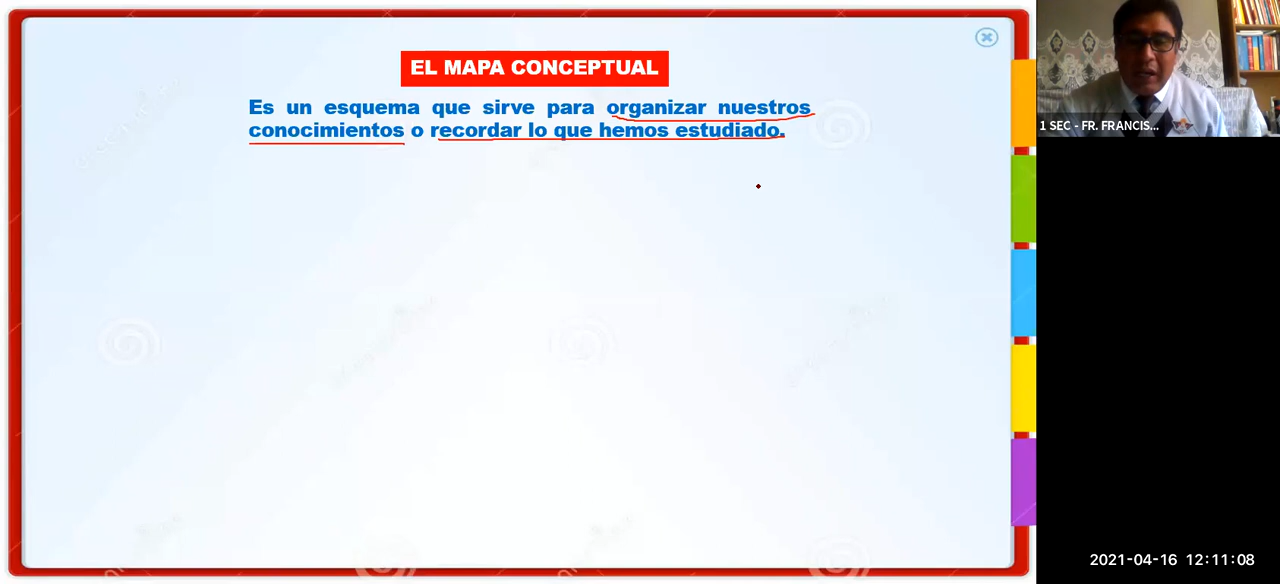 EL MAPA CONCEPTUAL
Es un esquema que sirve para organizar nuestros
conocimientos o recordar lo que hemos estudiado.
1 SEC - FR. FRANCIS...
2021-04-16 12:11:08